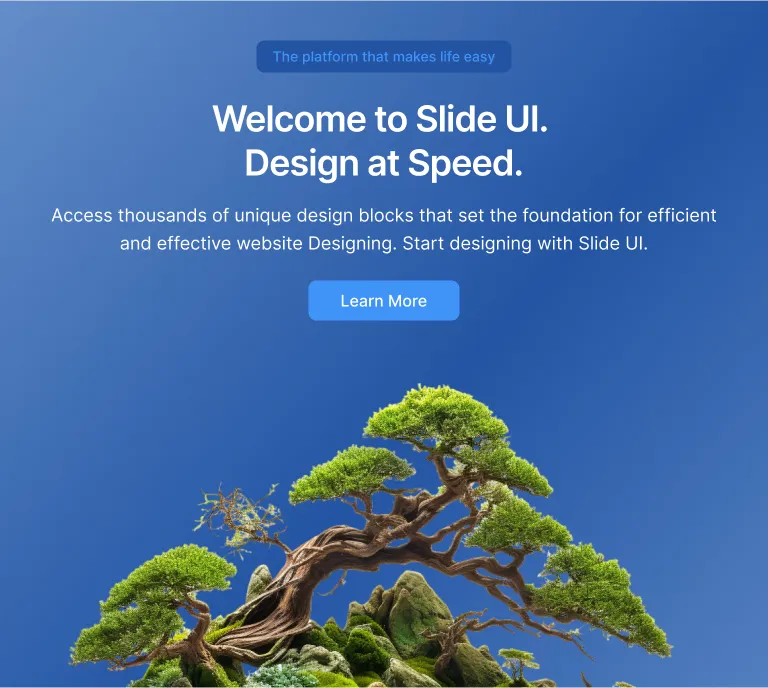 The platform that makes life easy
Welcome to Slide UI.
Design at Speed.
Access thousands of unique design blocks that set the foundation for efficient
and effective website Designing. Start designing with Slide UI.
Learn More